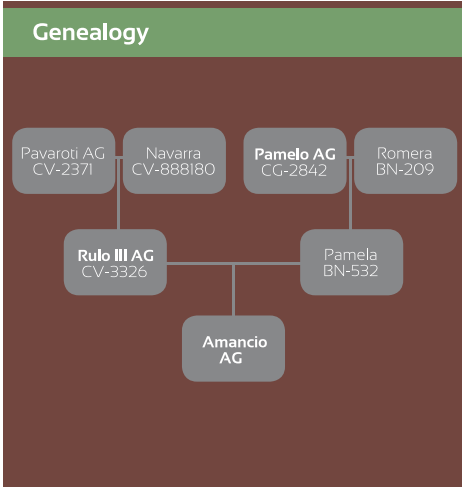 Genealogy
Pavaroti AG
CV-2371
Navarra
CV-888180
Pamelo AG
CG-2842
Romera
BN-209
Rulo III AG
CV-3326
Pamela
BN-532
Amancio
AG